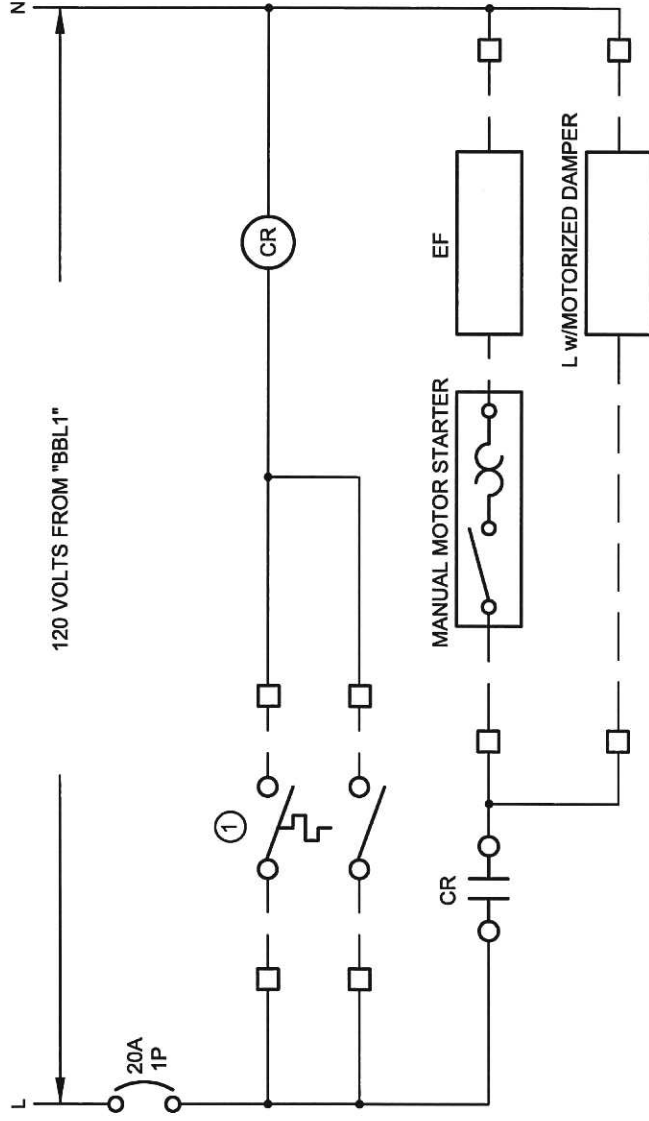 L
N
120 VOLTS FROM "BBL1"
20A
1P
1
CR
CR
MANUAL MOTOR STARTER
EF
L w/MOTORIZED DAMPER